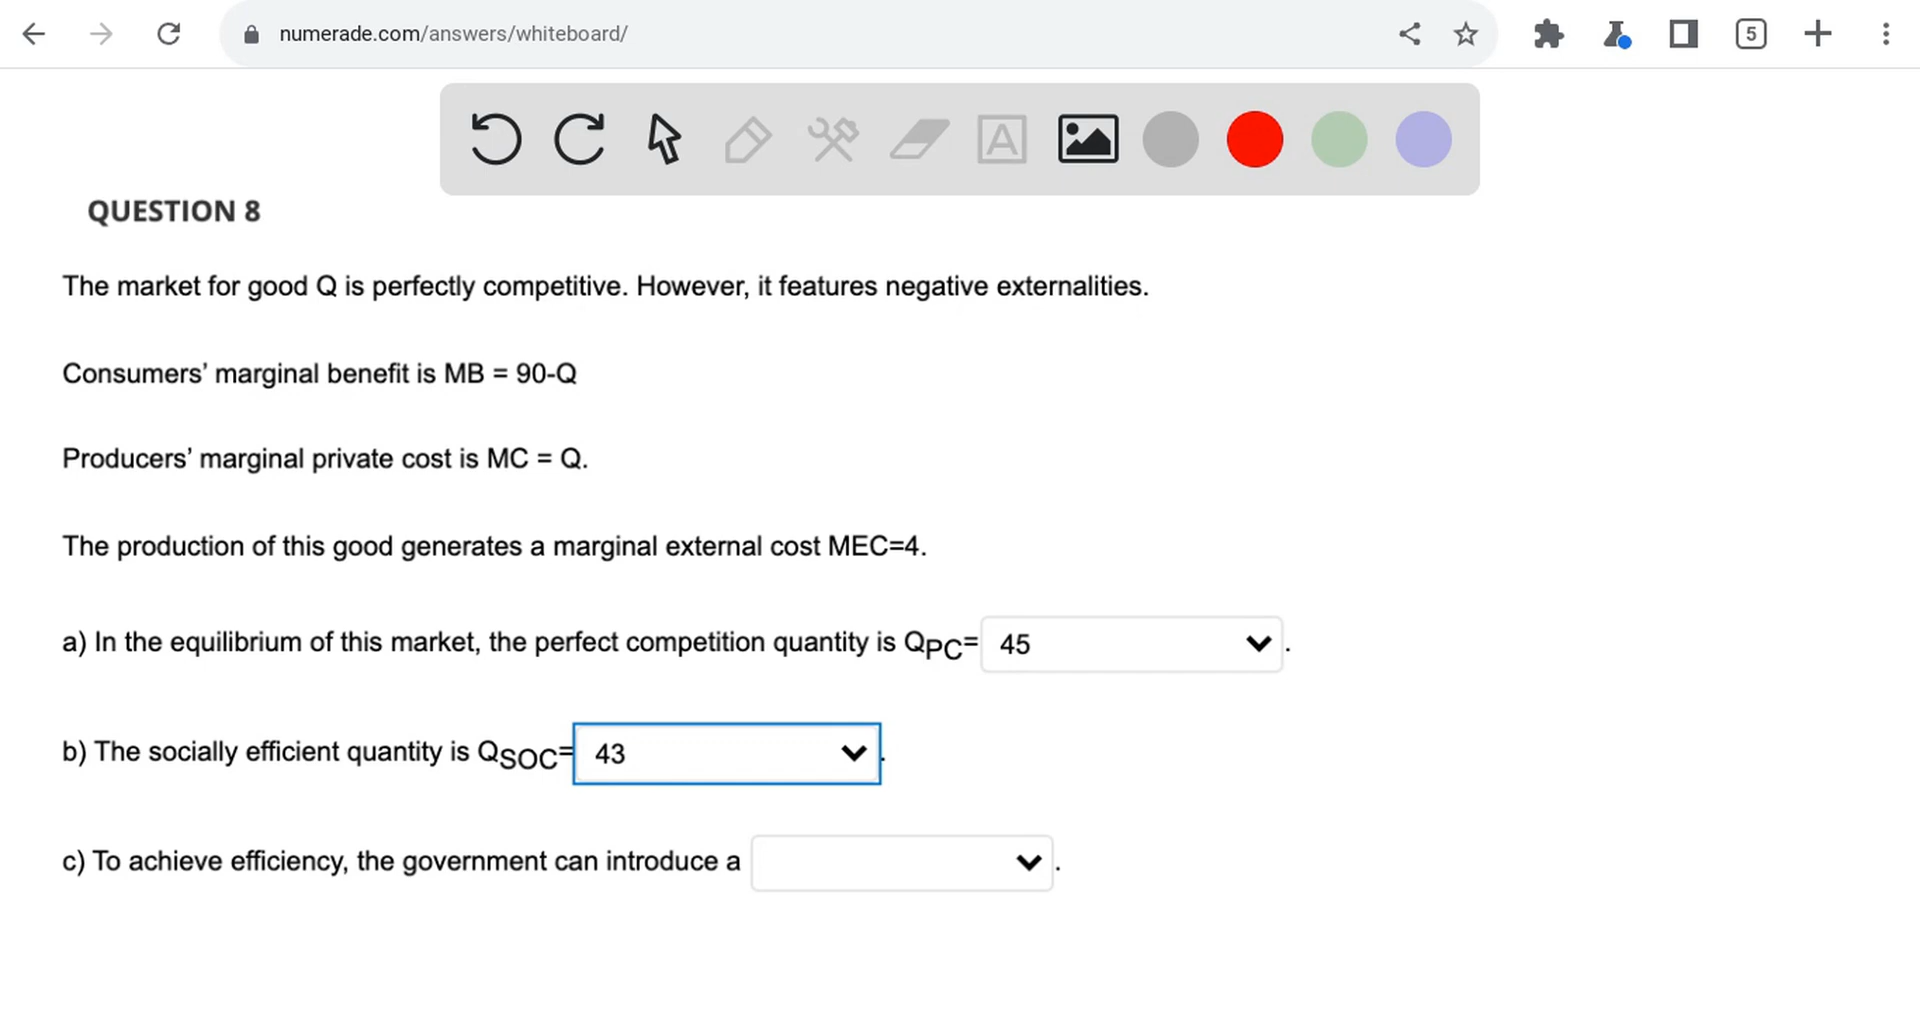 numerade.com/answers/whiteboard/
5
A
QUESTION 8
The market for good Q is perfectly competitive. However, it features negative externalities.
Consumers' marginal benefit is MB = 90-Q
Producers' marginal private cost is MC = Q.
The production of this good generates a marginal external cost MEC=4.
a) In the equilibrium of this market, the perfect competition quantity is QPC= 45 .
b) The socially efficient quantity is QSOC= 43 .
c) To achieve efficiency, the government can introduce a .